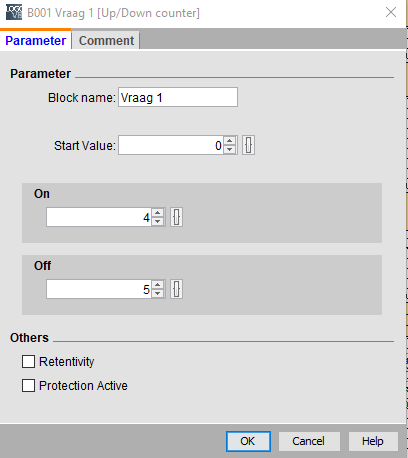 B001 Vraag 1 [Up/Down counter]
Parameter Comment
Parameter
Block name: Vraag 1
Start Value: 0
On
4
Off
5
Others
Retentivity
Protection Active
OK Cancel Help